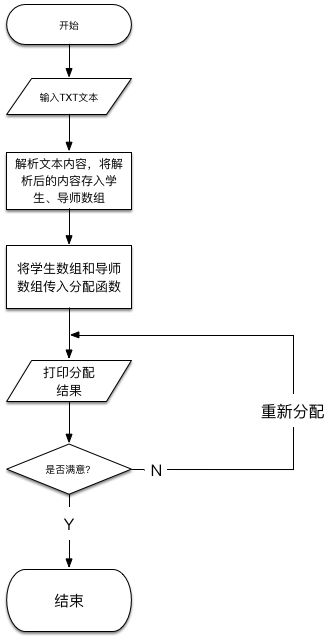 开始
输入TXT文本
解析文本内容，将解
析后的内容存入学
生、导师数组
将学生数组和导师
数组传入分配函数
打印分配
结果
重新分配
是否满意?
N
Y
结束